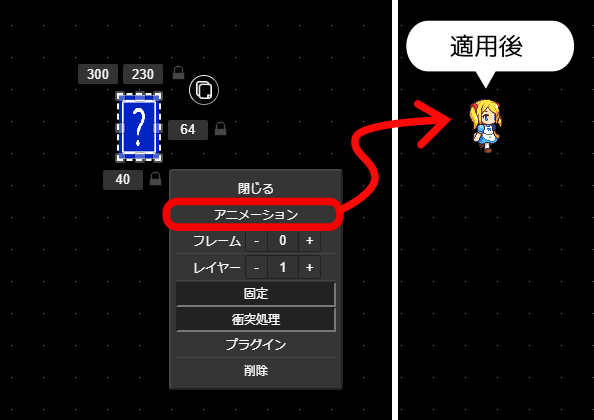 適用後
300 230
?
64
40
閉じる
アニメーション
フレーム - 0 +
レイヤー - 1 +
固定
衝突処理
プラグイン
削除